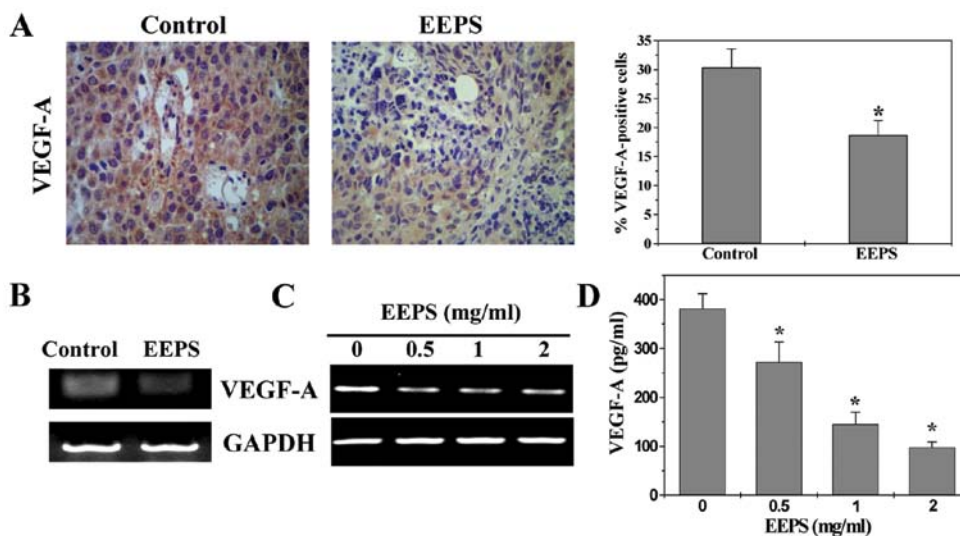 A
Control
EEPS
VEGF-A
% VEGF-A-positive cells
35
30
25
20
15
10
5
0
*
Control
EEPS
B
Control
EEPS
C
EEPS (mg/ml)
0 0.5 1 2
VEGF-A
GAPDH
D
VEGF-A (pg/ml)
400
300
200
100
0
*
*
*
0 0.5 1 2
EEPS (mg/ml)